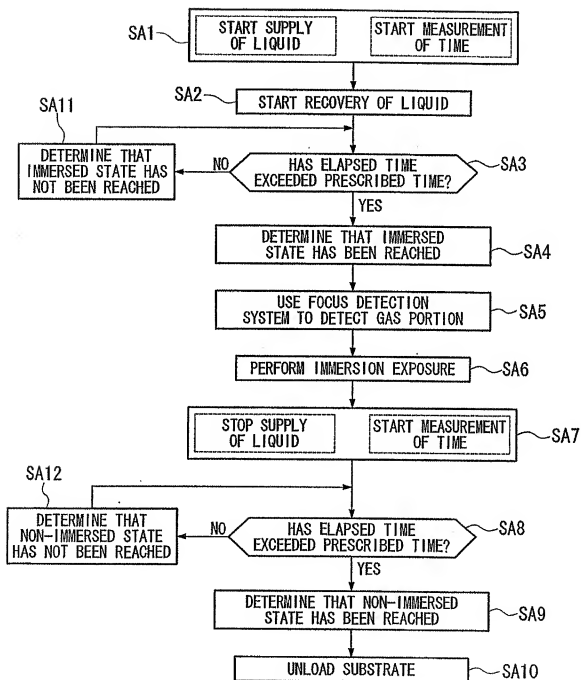 SA1
START SUPPLY
OF LIQUID
START MEASUREMENT
OF TIME
SA2
START RECOVERY OF LIQUID
SA11
DETERMINE THAT
IMMERSED STATE HAS
NOT BEEN REACHED
NO
HAS ELAPSED TIME
EXCEEDED PRESCRIBED TIME?
SA3
YES
DETERMINE THAT IMMERSED
STATE HAS BEEN REACHED
SA4
USE FOCUS DETECTION
SYSTEM TO DETECT GAS PORTION
SA5
PERFORM IMMERSION EXPOSURE
SA6
STOP SUPPLY
OF LIQUID
START MEASUREMENT
OF TIME
SA7
SA12
DETERMINE THAT
NON-IMMERSED STATE
HAS NOT BEEN REACHED
NO
HAS ELAPSED TIME
EXCEEDED PRESCRIBED TIME?
SA8
YES
DETERMINE THAT NON-IMMERSED
STATE HAS BEEN REACHED
SA9
UNLOAD SUBSTRATE
SA10